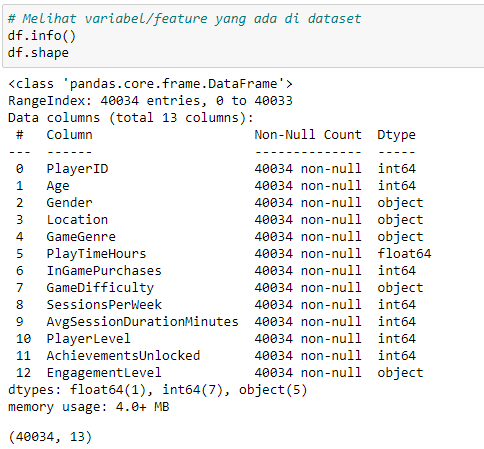 # Melihat variabel/feature yang ada di dataset
df.info()
df.shape
<class 'pandas.core.frame.DataFrame'>
RangeIndex: 40034 entries, 0 to 40033
Data columns (total 13 columns):
 #   Column                     Non-Null Count  Dtype
---  ------                     --------------  -----
 0   PlayerID                   40034 non-null  int64
 1   Age                        40034 non-null  int64
 2   Gender                     40034 non-null  object
 3   Location                   40034 non-null  object
 4   GameGenre                  40034 non-null  object
 5   PlayTimeHours              40034 non-null  float64
 6   InGamePurchases            40034 non-null  int64
 7   GameDifficulty             40034 non-null  object
 8   SessionsPerWeek            40034 non-null  int64
 9   AvgSessionDurationMinutes  40034 non-null  int64
 10  PlayerLevel                40034 non-null  int64
 11  AchievementsUnlocked       40034 non-null  int64
 12  EngagementLevel            40034 non-null  object
dtypes: float64(1), int64(7), object(5)
memory usage: 4.0+ MB
(40034, 13)